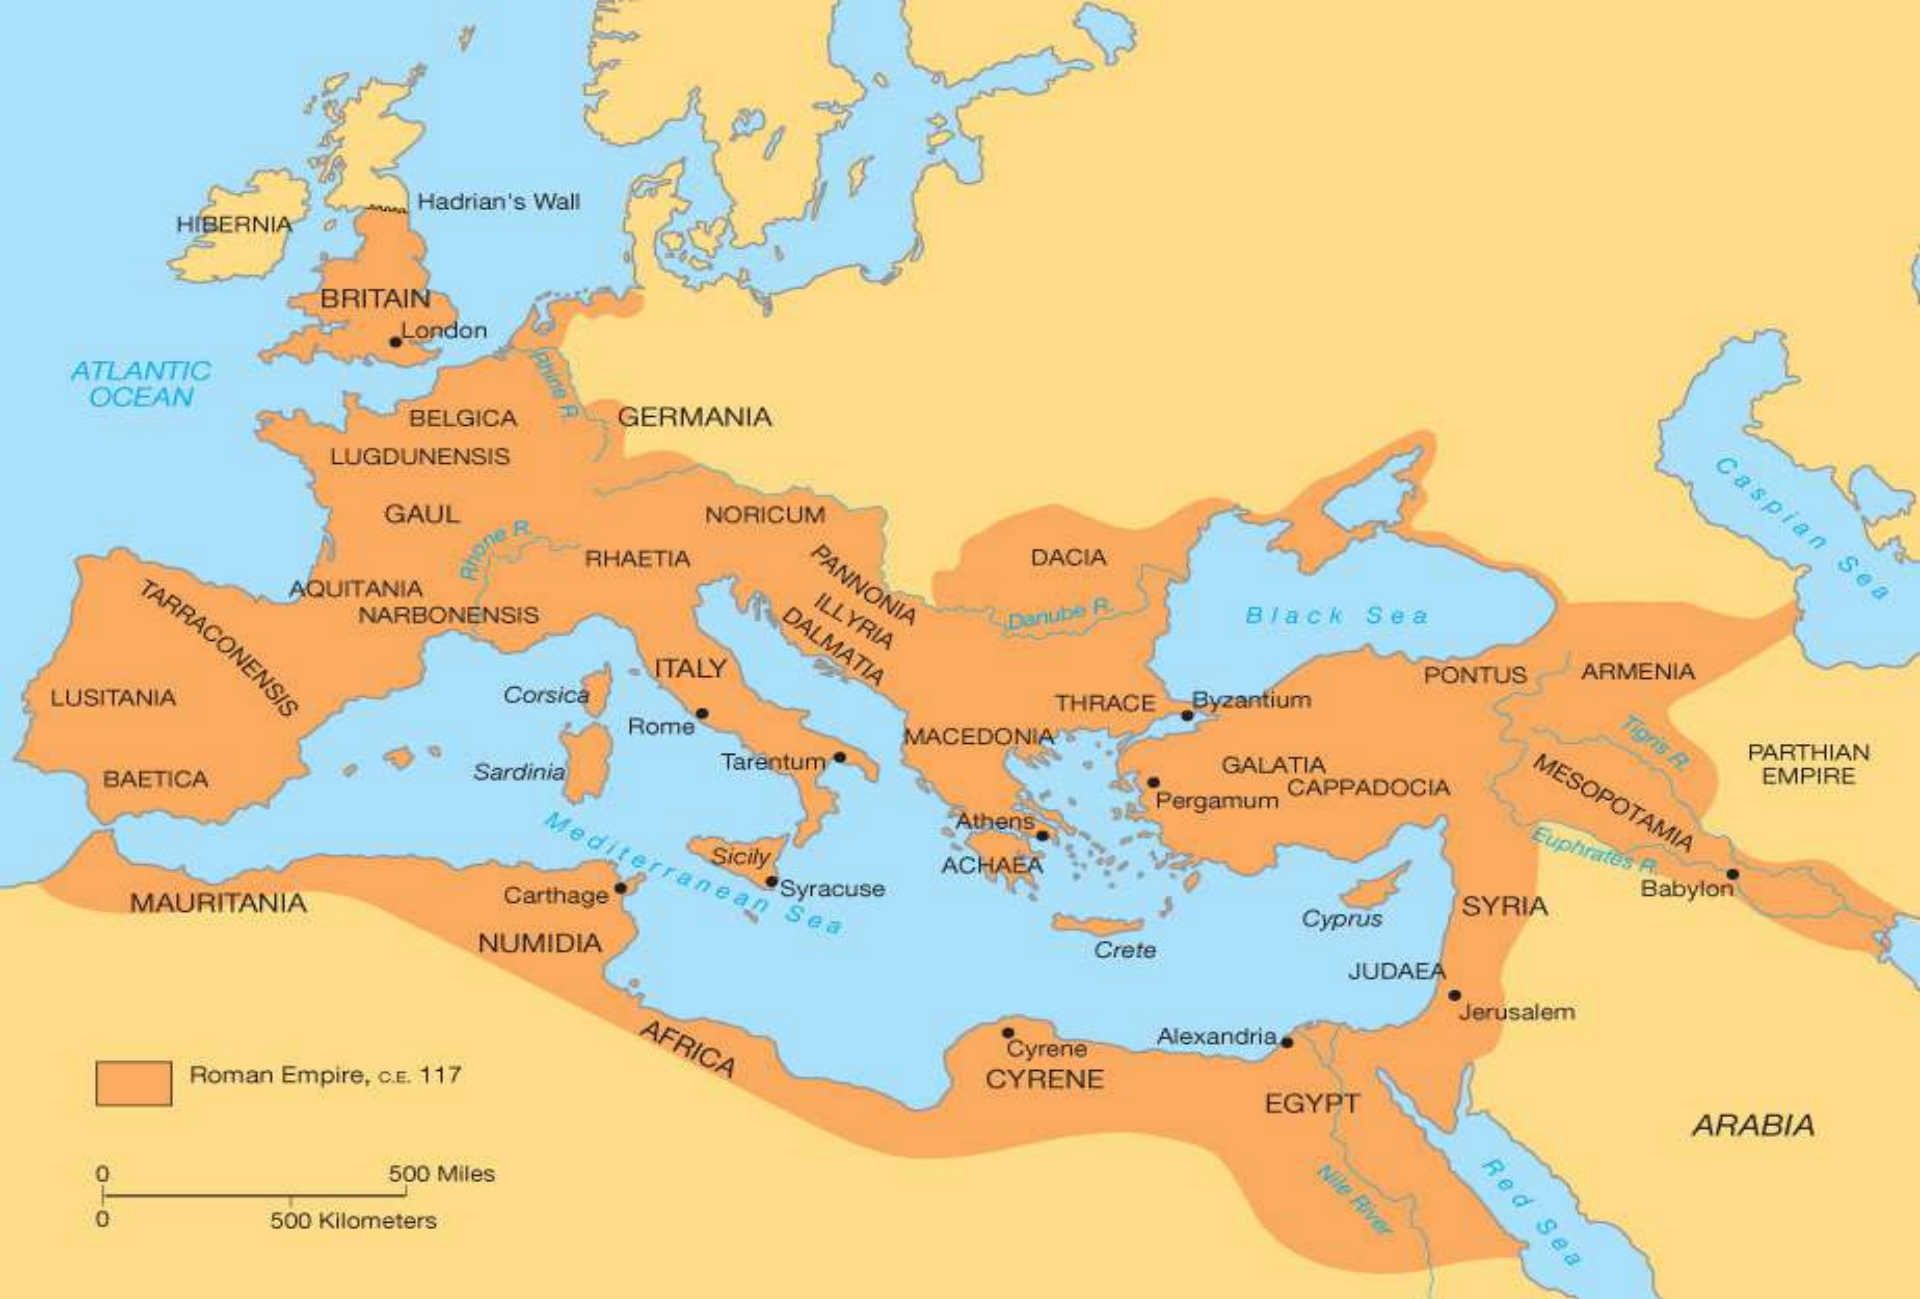 Hadrian's Wall
HIBERNIA
BRITAIN
London
ATLANTIC
OCEAN
Rhine R.
BELGICA
GERMANIA
LUGDUNENSIS
GAUL
NORICUM
Rhone R.
RHAETIA
DACIA
Caspian Sea
AQUITANIA
NARBONENSIS
PANNONIA
ILLYRIA
DALMATIA
Danube R.
Black Sea
TARRACONENSIS
LUSITANIA
ITALY
Corsica
Rome
PONTUS
ARMENIA
THRACE
Byzantium
MACEDONIA
Tigris R.
PARTHIAN
EMPIRE
BAETICA
Sardinia
Tarentum
GALATIA
CAPPADOCIA
Pergamum
MESOPOTAMIA
Athens
Mediterranean Sea
Sicily
ACHAEA
Euphrates R.
Babylon
MAURITANIA
Carthage
Syracuse
SYRIA
Cyprus
NUMIDIA
Crete
JUDAEA
Jerusalem
AFRICA
Cyrene
CYRENE
Alexandria
EGYPT
ARABIA
Nile River
Red Sea
Roman Empire, C.E. 117
0 500 Miles
0 500 Kilometers